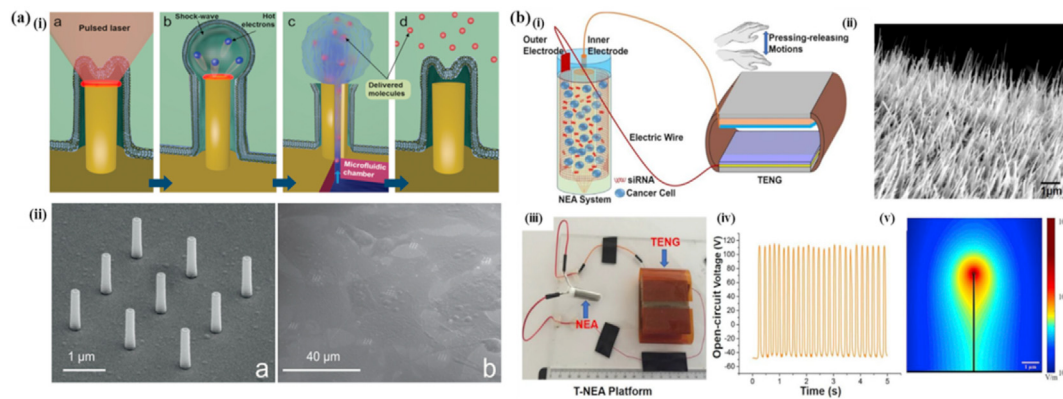 (a) (i)
a
Pulsed laser
b
Shock-wave
Hot
electrons
c
Delivered
molecules
Microfluidic
chamber
d
(ii)
1 µm
a
40 µm
b
(b) (i)
Outer
Electrode
Inner
Electrode
Pressing-releasing
Motions
Electric Wire
siRNA
Cancer Cell
NEA System
TENG
(ii)
1µm
(iii)
TENG
NEA
T-NEA Platform
(iv)
Open-circuit Voltage (V)
120
100
80
60
40
20
0
-20
-40
-60
0 1 2 3 4 5
Time (s)
(v)
1 µm
V/m